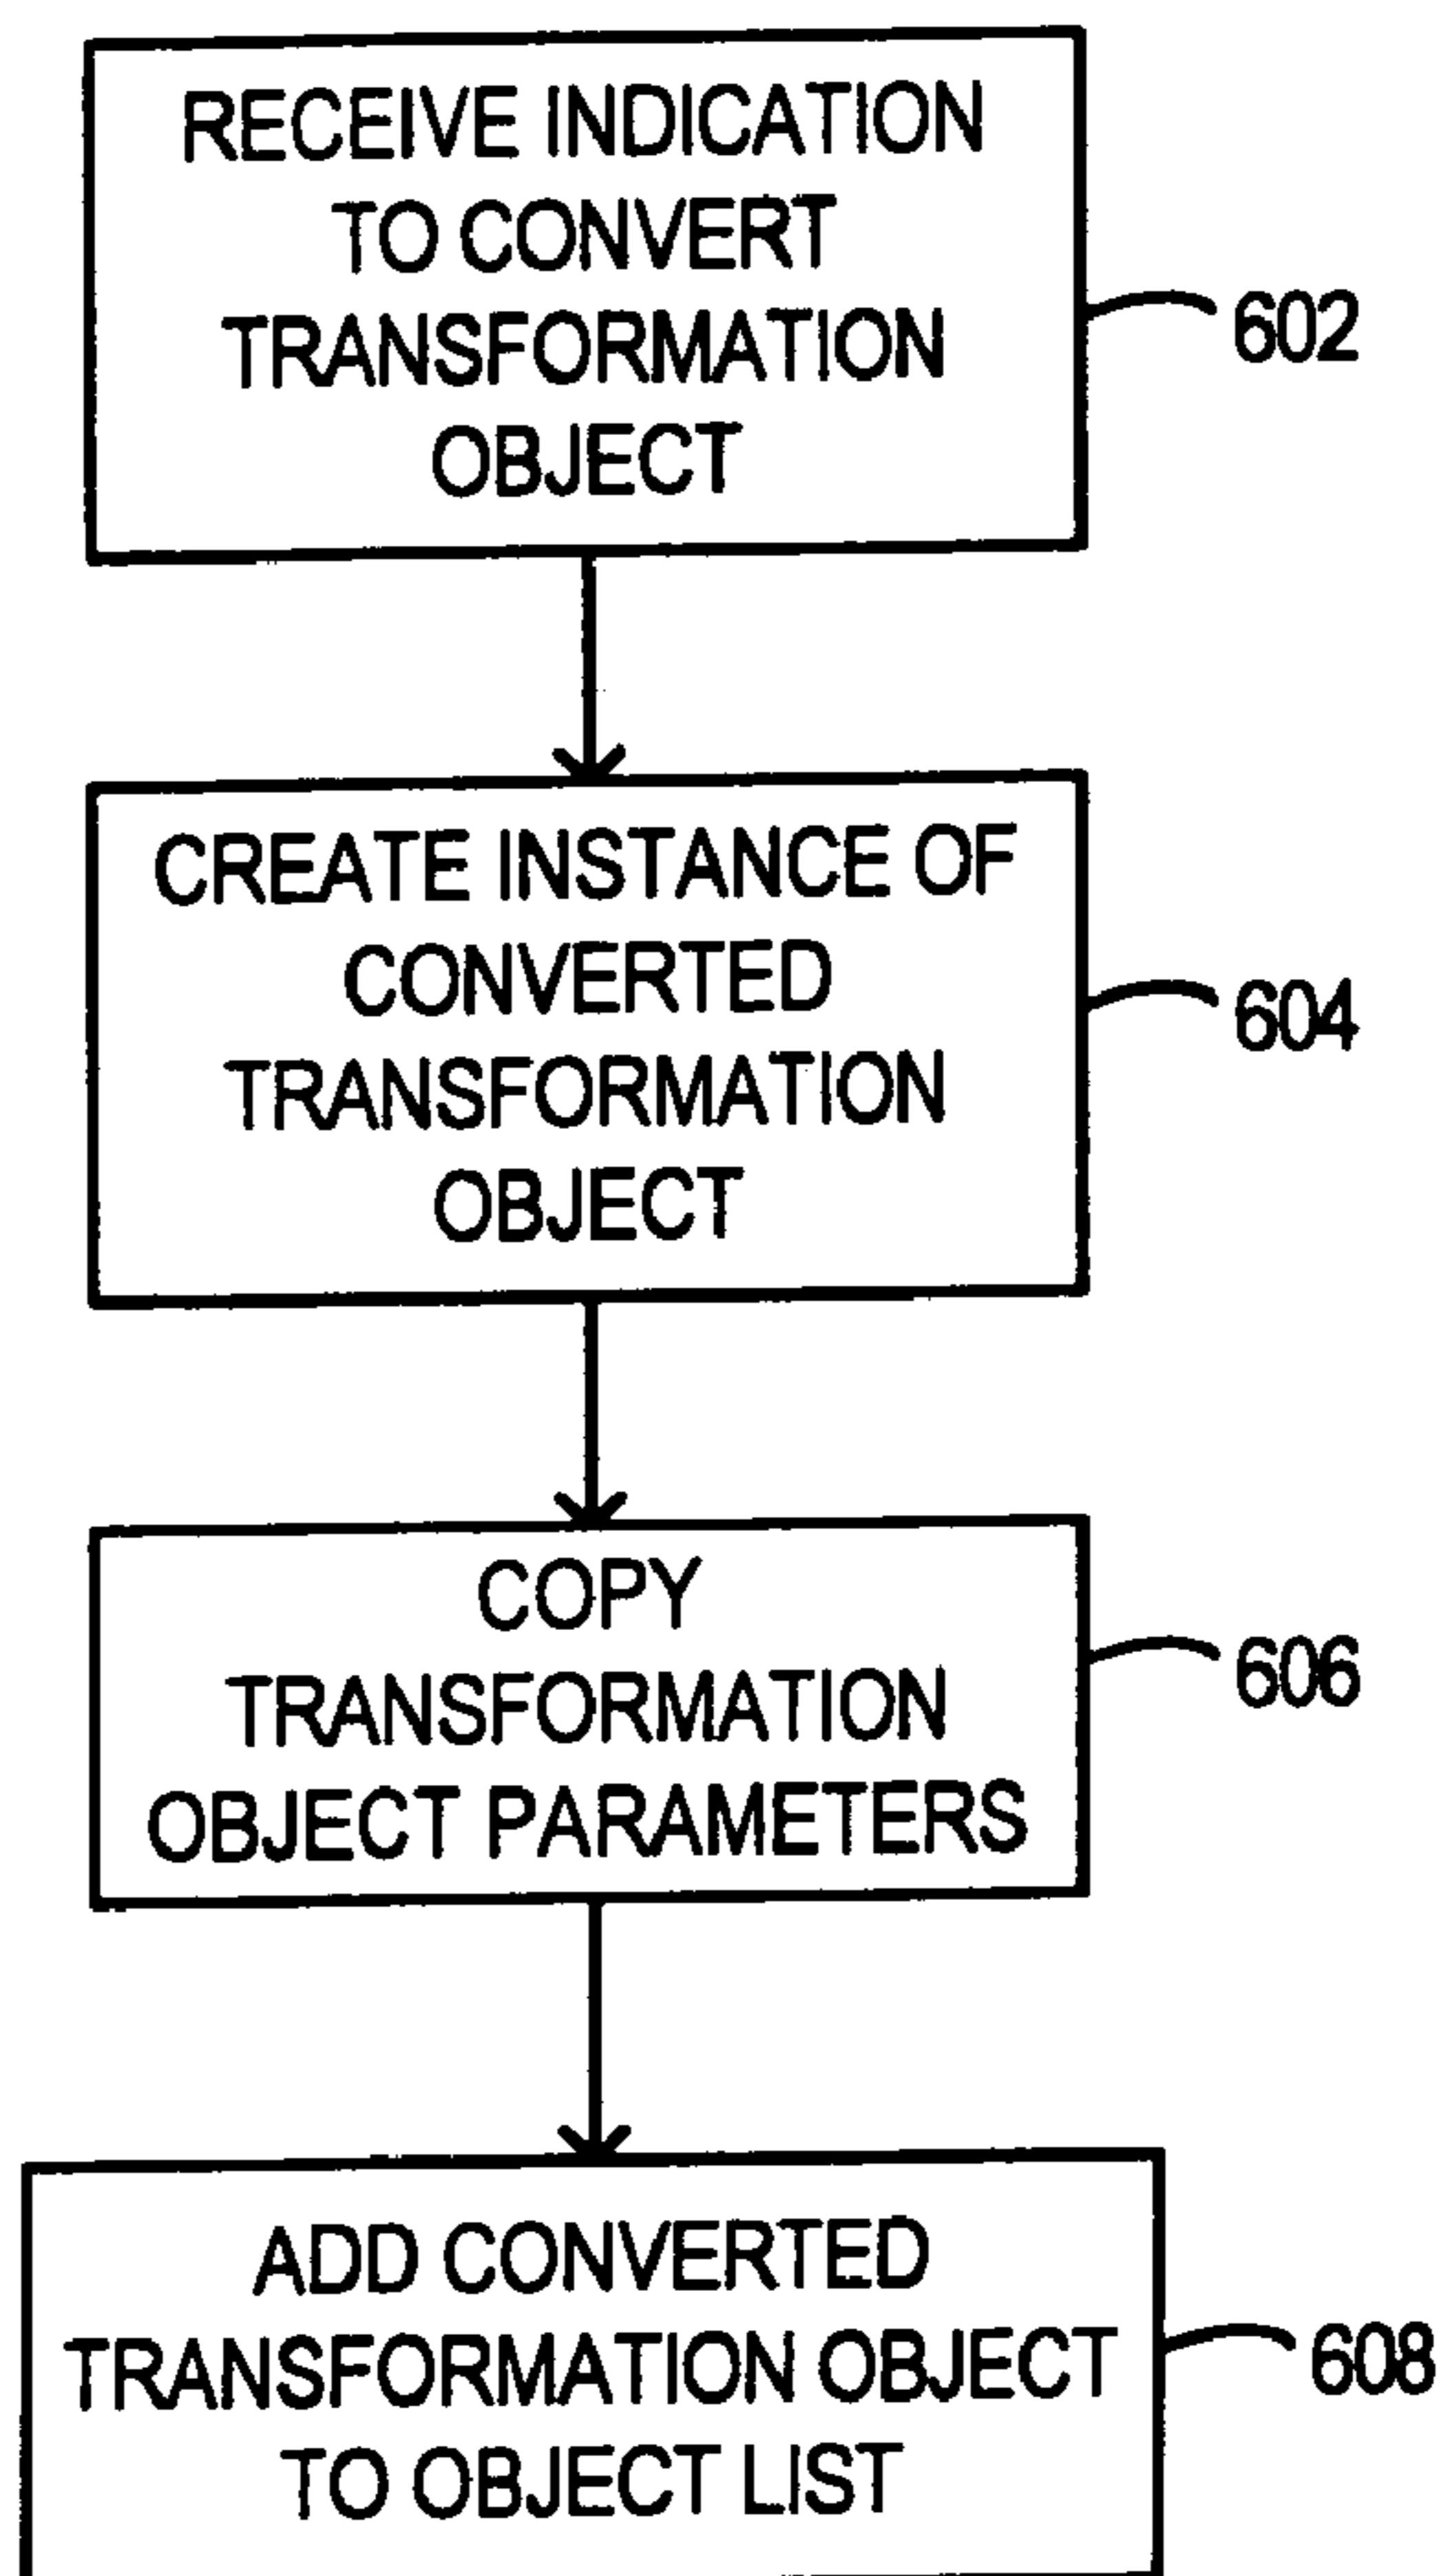 RECEIVE INDICATION
TO CONVERT
TRANSFORMATION
OBJECT
602
CREATE INSTANCE OF
CONVERTED
TRANSFORMATION
OBJECT
604
COPY
TRANSFORMATION
OBJECT PARAMETERS
606
ADD CONVERTED
TRANSFORMATION OBJECT
TO OBJECT LIST
608